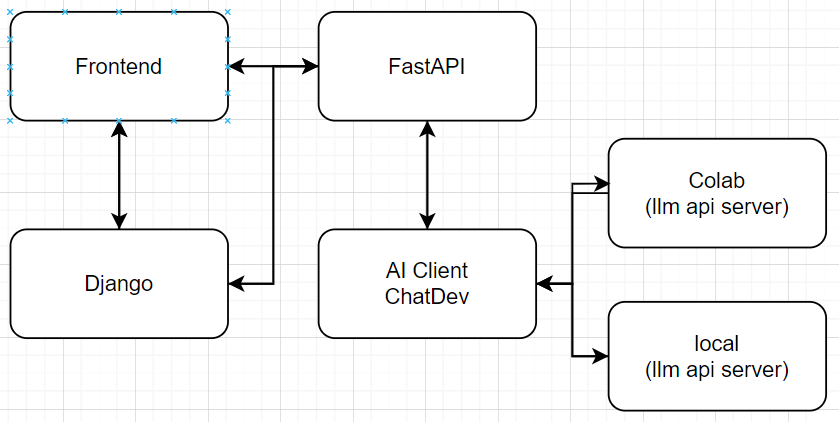 Frontend
FastAPI
Colab
(llm api server)
Django
AI Client
ChatDev
local
(llm api server)